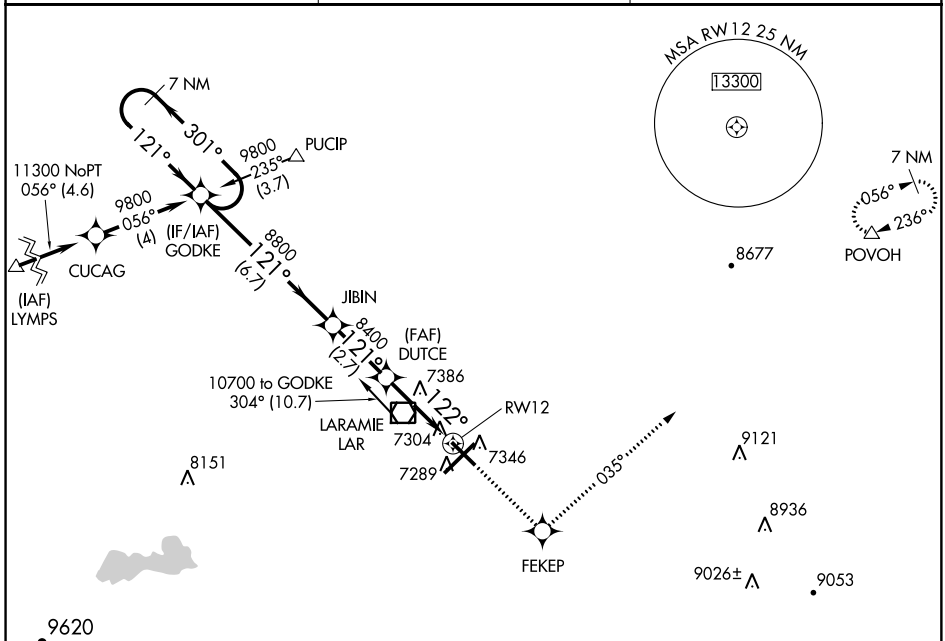 MSA RW12 25 NM
13300
7 NM
121°
301°
9800
235°
(3.7)
PUCIP
11300 NoPT
056° (4.6)
9800
056°
(4)
(IF/IAF)
GODKE
CUCAG
(IAF)
LYMPS
7 NM
056°
236°
POVOH
8677
8800
121°
(6.7)
JIBIN
8400
121°
(2.7)
(FAF)
DUTCE
10700 to GODKE
304° (10.7)
7386
122°
RW12
LARAMIE
LAR
7304
7289
7346
8151
035°
9121
8936
FEKEP
9026±
9053
9620